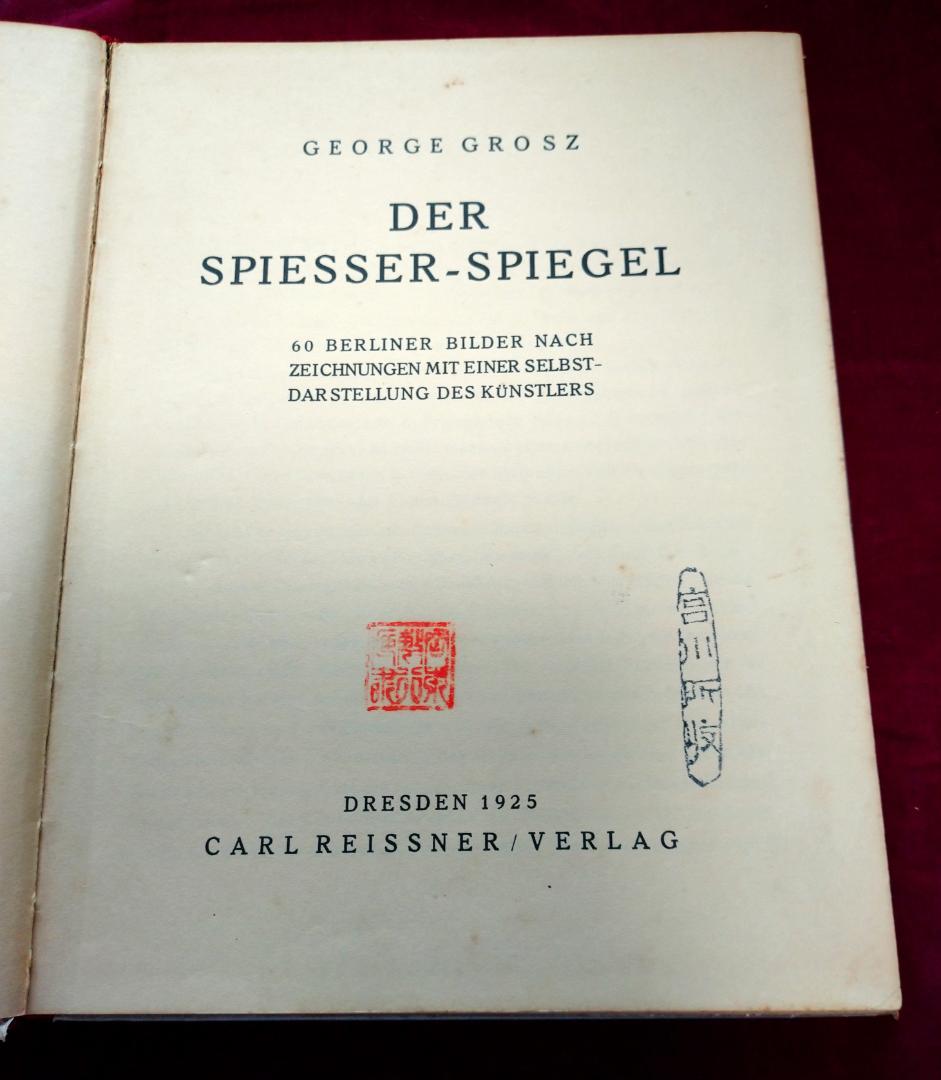 GEORGE GROSZ
DER
SPIESSER-SPIEGEL
60 BERLINER BILDER NACH
ZEICHNUNGEN MIT EINER SELBST-
DARSTELLUNG DES KÜNSTLERS
DRESDEN 1925
CARL REISSNER / VERLAG